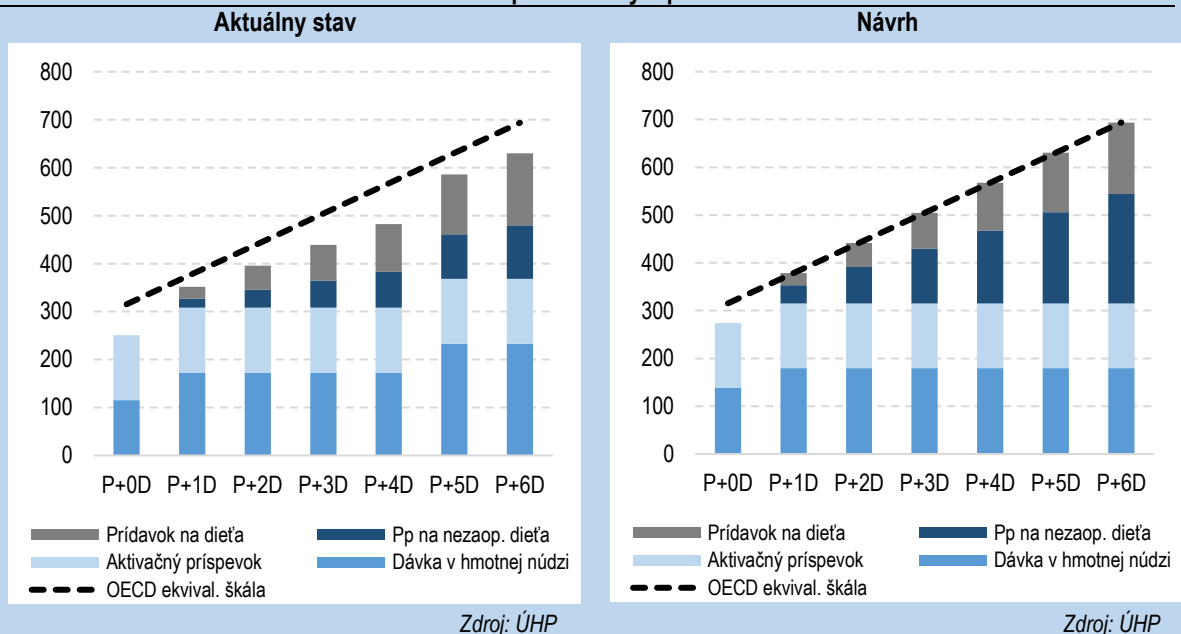 Aktuálny stav
800
700
600
500
400
300
200
100
0
P+0D P+1D P+2D P+3D P+4D P+5D P+6D
Prídavok na dieťa Pp na nezaop. dieťa
Aktivačný príspevok Dávka v hmotnej núdzi
OECD ekvival. škála
Zdroj: ÚHP
Návrh
800
700
600
500
400
300
200
100
0
P+0D P+1D P+2D P+3D P+4D P+5D P+6D
Prídavok na dieťa Pp na nezaop. dieťa
Aktivačný príspevok Dávka v hmotnej núdzi
OECD ekvival. škála
Zdroj: ÚHP